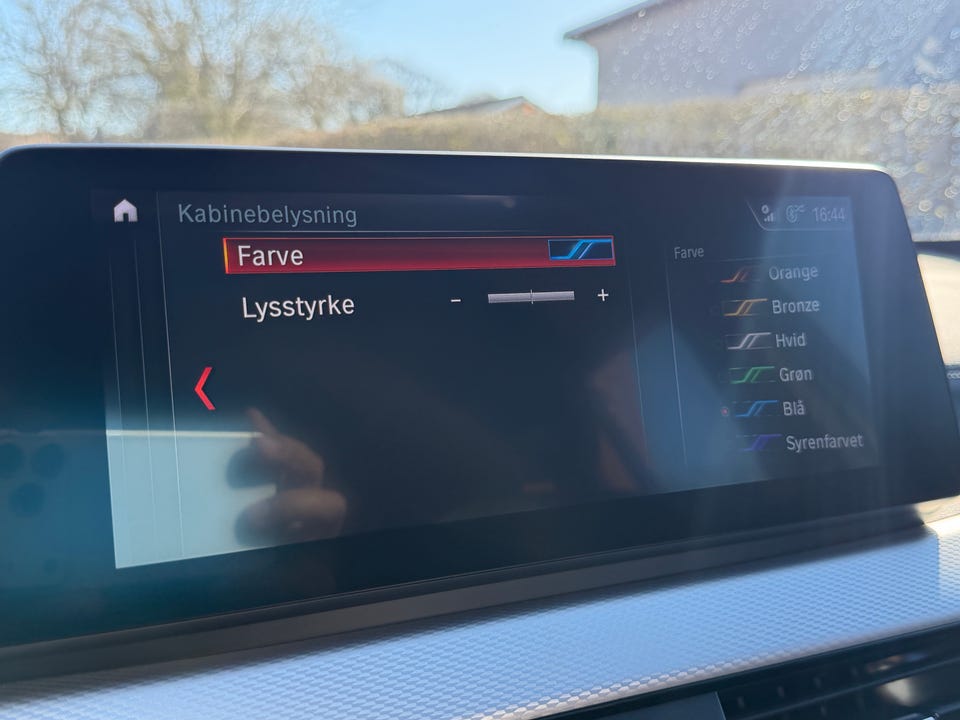 Kabinebelysning
16:44
Farve
Lysstyrke
- +
Farve
Orange
Bronze
Hvid
Grøn
Blå
Syrenfarvet